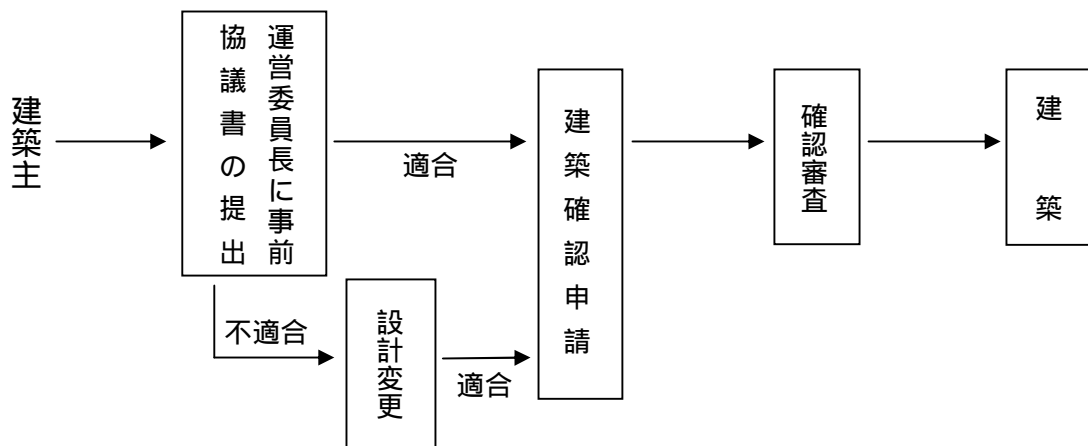 建築主
運営委員長に事前
協議書の提出
適合
不適合
設計変更
適合
建築確認申請
確認審査
建築